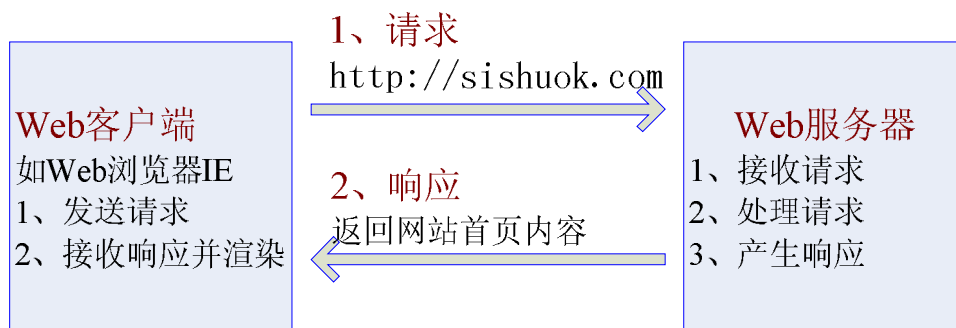 1、请求
http://sishuok.com
Web客户端
如Web浏览器IE
1、发送请求
2、接收响应并渲染
2、响应
返回网站首页内容
Web服务器
1、接收请求
2、处理请求
3、产生响应